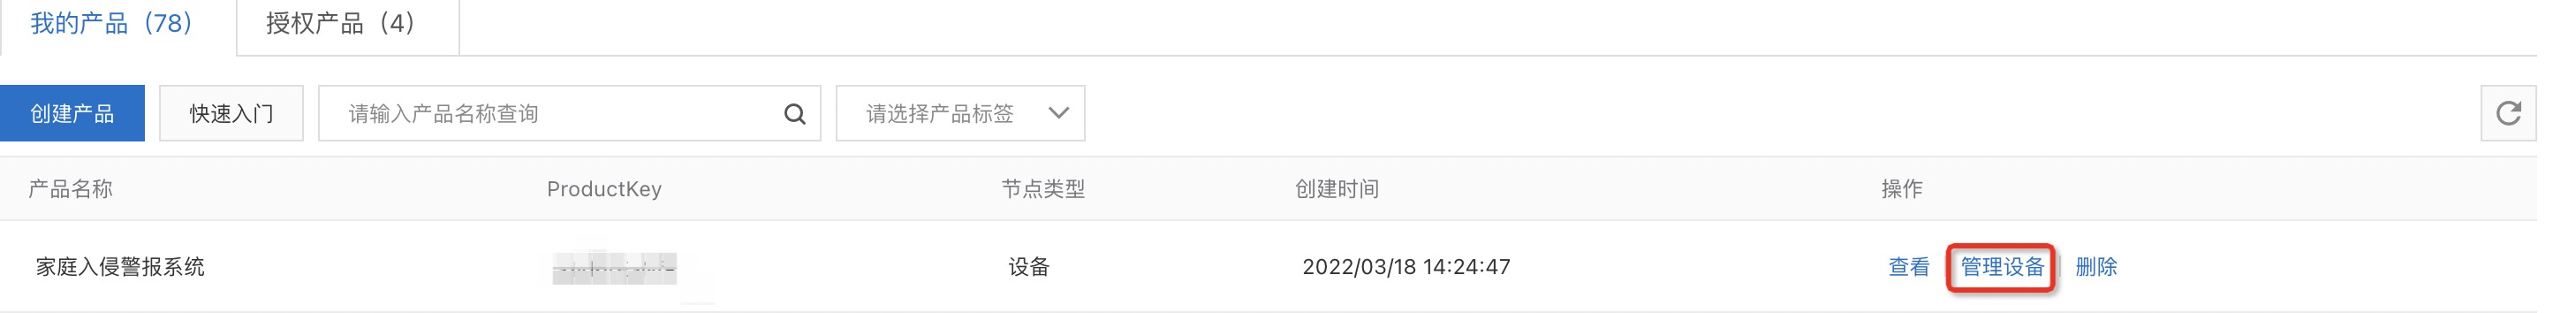 我的产品（78） 授权产品（4）
创建产品 快速入门 请输入产品名称查询 请选择产品标签
产品名称 ProductKey 节点类型 创建时间 操作
家庭入侵警报系统 设备 2022/03/18 14:24:47 查看 管理设备 删除